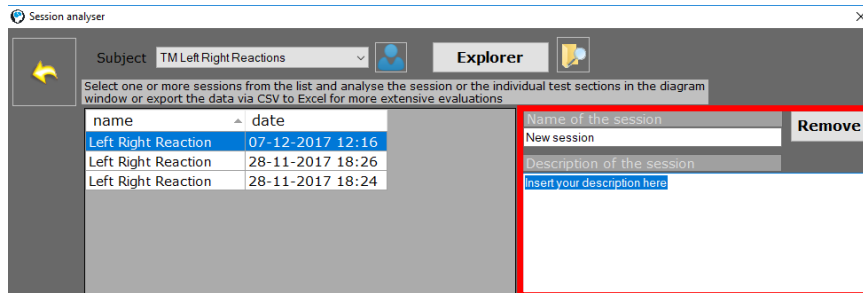 Session analyser
Subject TM Left Right Reactions Explorer
Select one or more sessions from the list and analyse the session or the individual test sections in the diagram
window or export the data via CSV to Excel for more extensive evaluations
name date
Left Right Reaction 07-12-2017 12:16
Left Right Reaction 28-11-2017 18:26
Left Right Reaction 28-11-2017 18:24
Name of the session
New session
Remove
Description of the session
Insert your description here